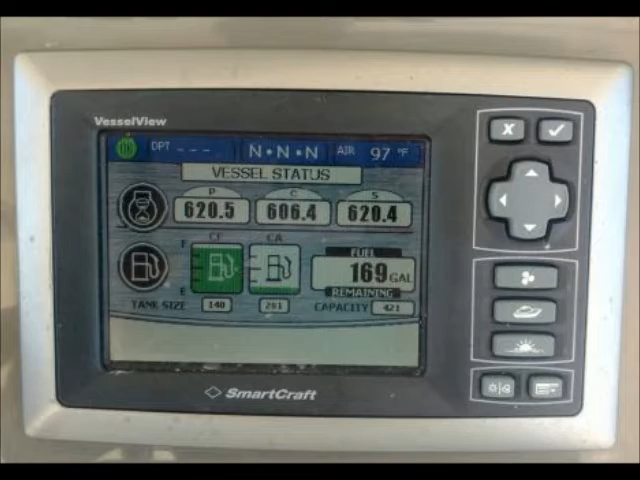 VesselView
DPT --- N•N•N AIR 97 °F
VESSEL STATUS
P C S
620.5 606.4 620.4
CF CA
F
E
FUEL
169 GAL
REMAINING
TANK SIZE 140 281 CAPACITY 421
SmartCraft
X ✓